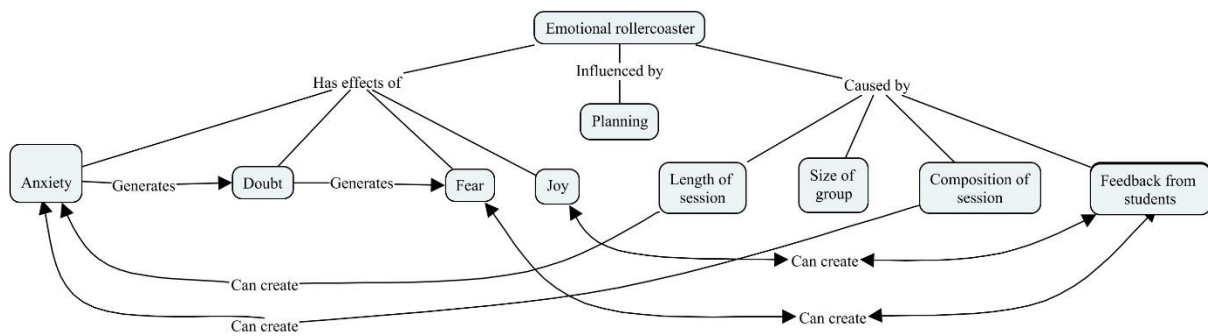 Emotional rollercoaster
Has effects of
Influenced by
Caused by
Planning
Anxiety
Generates
Doubt
Generates
Fear
Joy
Length of
session
Size of
group
Composition of
session
Feedback from
students
Can create
Can create
Can create
Can create